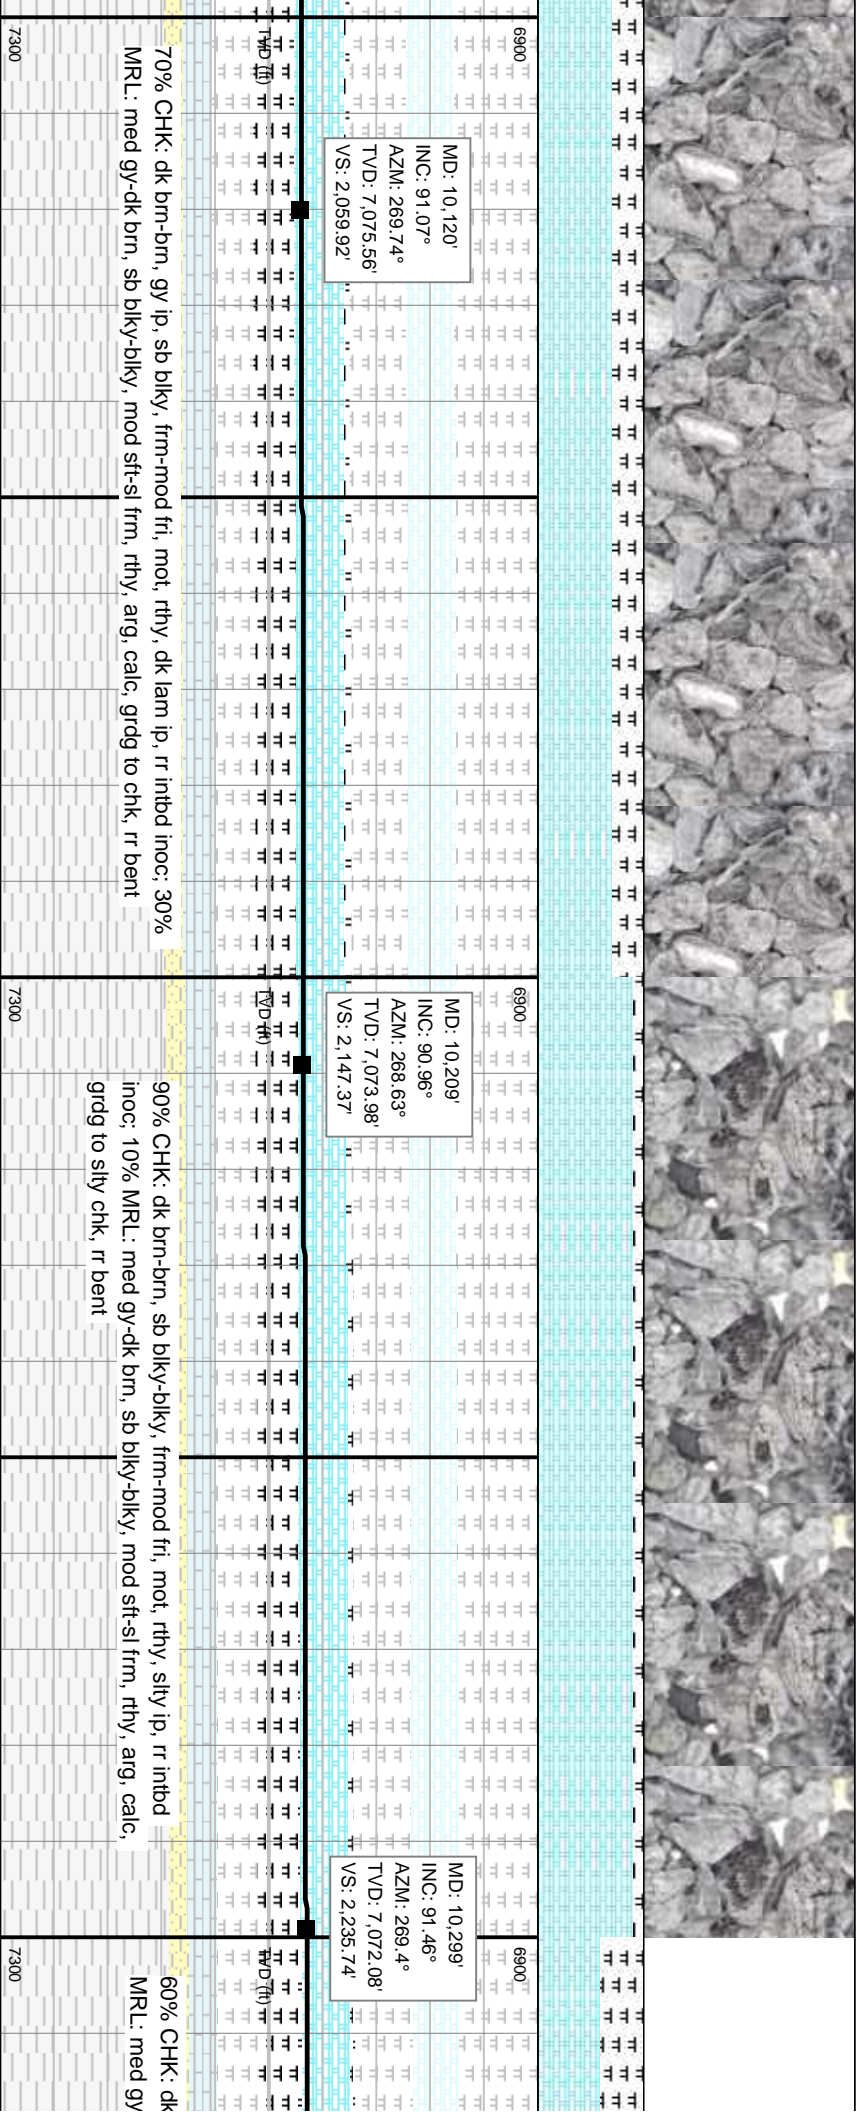 6900
TVD (ft)
7300
MD: 10,120'
INC: 91.07°
AZM: 269.74°
TVD: 7,075.56'
VS: 2,059.92'
70% CHK: dk brn-brn, gy ip, sb blky, frm-mod fri, mot, rthy, dk lam ip, rr intbd inoc; 30%
MRL: med gy-dk brn, sb blky-blky, mod sft-sl frm, rthy, arg, calc, grdg to chk, rr bent
6900
TVD (ft)
7300
MD: 10,209'
INC: 90.96°
AZM: 268.63°
TVD: 7,073.98'
VS: 2,147.37'
90% CHK: dk brn-brn, sb blky-blky, frm-mod fri, mot, rthy, slty ip, rr intbd
inoc; 10% MRL: med gy-dk brn, sb blky-blky, mod sft-sl frm, rthy, arg, calc,
grdg to slty chk, rr bent
MD: 10,299'
INC: 91.46°
AZM: 269.4°
TVD: 7,072.08'
VS: 2,235.74'
6900
TVD (ft)
7300
60% CHK: dk
MRL: med gy